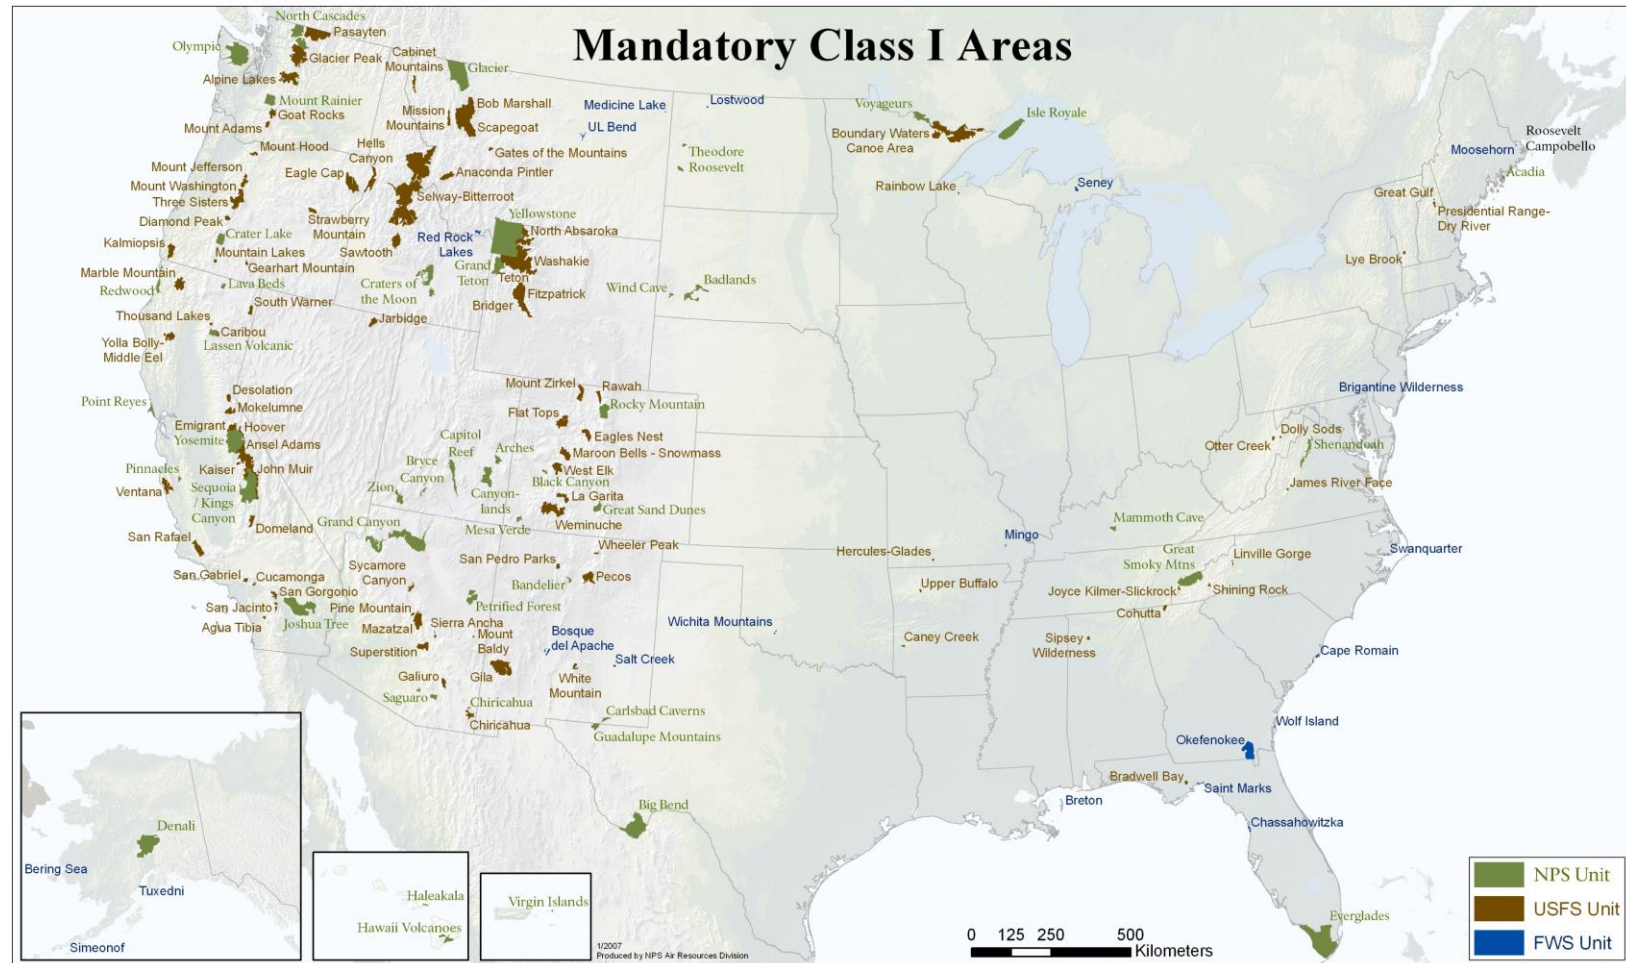 Mandatory Class I Areas
North Cascades
Pasayten
Olympic
Glacier Peak
Alpine Lakes
Cabinet
Mountains
Glacier
Mount Rainier
Goat Rocks
Mount Adams
Mission
Mountains
Bob Marshall
Scapegoat
Medicine Lake
Lostwood
UL Bend
Mount Hood
Hells
Canyon
Gates of the Mountains
Mount Jefferson
Eagle Cap
Anaconda Pintler
Mount Washington
Three Sisters
Selway-Bitterroot
Theodore
Roosevelt
Diamond Peak
Strawberry
Mountain
Yellowstone
North Absaroka
Kalmiopsis
Crater Lake
Sawtooth
Red Rock
Lakes
Mountain Lakes
Gearhart Mountain
Grand
Teton
Washakie
Teton
Marble Mountain
Redwood
Lava Beds
Craters of
the Moon
Fitzpatrick
Bridger
Wind Cave
Badlands
South Warner
Thousand Lakes
Jarbidge
Caribou
Lassen Volcanic
Yolla Bolly-
Middle Eel
Voyageurs
Isle Royale
Boundary Waters
Canoe Area
Rainbow Lake
Seney
Moosehorn
Roosevelt
Campobello
Acadia
Great Gulf
Presidential Range-
Dry River
Lye Brook
Desolation
Mokelumne
Point Reyes
Emigrant
Hoover
Yosemite
Ansel Adams
Kaiser
John Muir
Pinnacles
Ventana
Sequoia
/ Kings
Canyon
Domeland
San Rafael
Mount Zirkel
Rawah
Rocky Mountain
Flat Tops
Eagles Nest
Maroon Bells - Snowmass
Capitol
Reef
Arches
Bryce
Canyon
West Elk
Black Canyon
Zion
Canyon-
lands
La Garita
Great Sand Dunes
Weminuche
Mesa Verde
Grand Canyon
Wheeler Peak
San Pedro Parks
Sycamore
Canyon
Bandelier
Pecos
San Gabriel
Cucamonga
San Gorgonio
San Jacinto
Agua Tibia
Joshua Tree
Pine Mountain
Petrified Forest
Mazatzal
Sierra Ancha
Mount
Baldy
Superstition
Bosque
del Apache
Salt Creek
Galiuro
Gila
White
Mountain
Saguaro
Chiricahua
Chiricahua
Carlsbad Caverns
Guadalupe Mountains
Wichita Mountains
Big Bend
Brigantine Wilderness
Dolly Sods
Otter Creek
Shenandoah
James River Face
Mammoth Cave
Mingo
Hercules-Glades
Great
Smoky Mtns
Linville Gorge
Swanquarter
Upper Buffalo
Joyce Kilmer-Slickrock
Shining Rock
Cohutta
Caney Creek
Sipsey
Wilderness
Cape Romain
Wolf Island
Okefenokee
Bradwell Bay
Saint Marks
Breton
Chassahowitzka
Everglades
Denali
Bering Sea
Tuxedni
Simeonof
Haleakala
Hawaii Volcanoes
Virgin Islands
1/2007
Produced by NPS Air Resources Division
0 125 250 500
Kilometers
NPS Unit
USFS Unit
FWS Unit